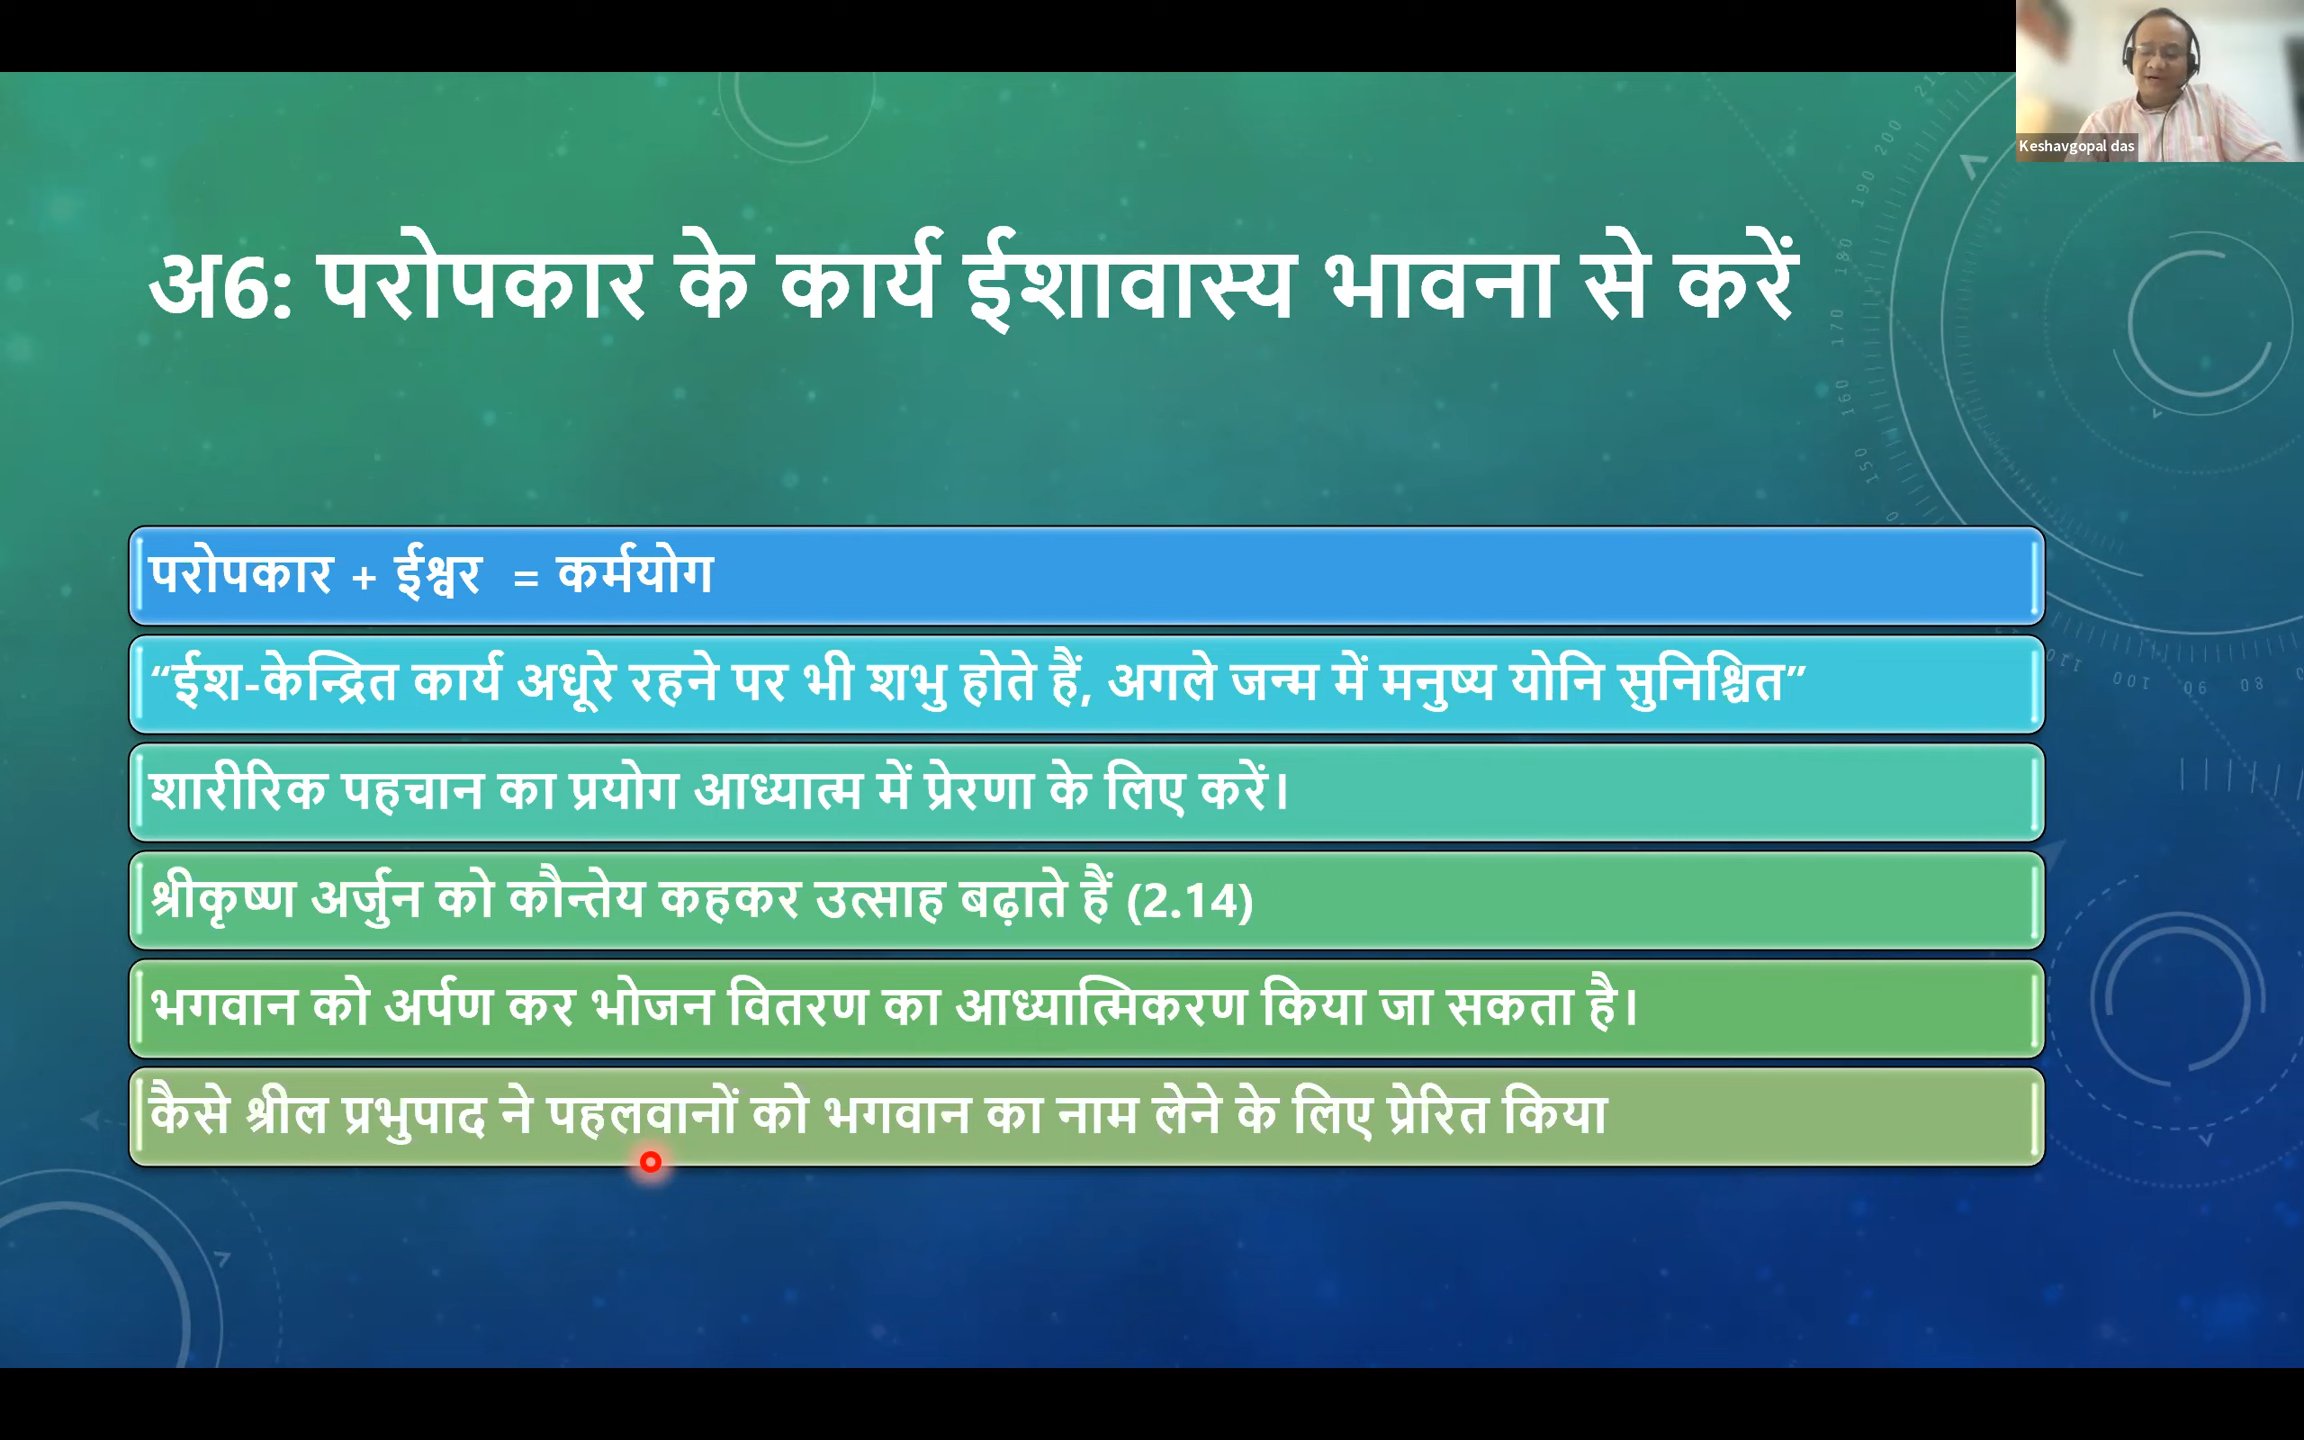 Keshavgopal das
अ6: परोपकार के कार्य ईशावास्य भावना से करें
परोपकार + ईश्वर = कर्मयोग
“ईश-केन्द्रित कार्य अधूरे रहने पर भी शभु होते हैं, अगले जन्म में मनुष्य योनि सुनिश्चित”
शारीरिक पहचान का प्रयोग आध्यात्म में प्रेरणा के लिए करें।
श्रीकृष्ण अर्जुन को कौन्तेय कहकर उत्साह बढ़ाते हैं (2.14)
भगवान को अर्पण कर भोजन वितरण का आध्यात्मिकरण किया जा सकता है।
कैसे श्रील प्रभुपाद ने पहलवानों को भगवान का नाम लेने के लिए प्रेरित किया